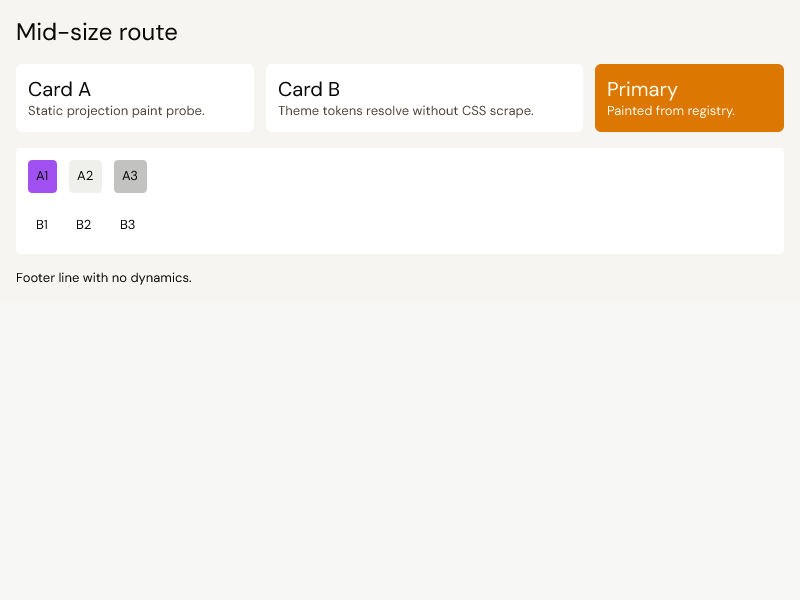 Mid-size route
Card A
Static projection paint probe.
Card B
Theme tokens resolve without CSS scrape.
Primary
Painted from registry.
A1 A2 A3
B1 B2 B3
Footer line with no dynamics.